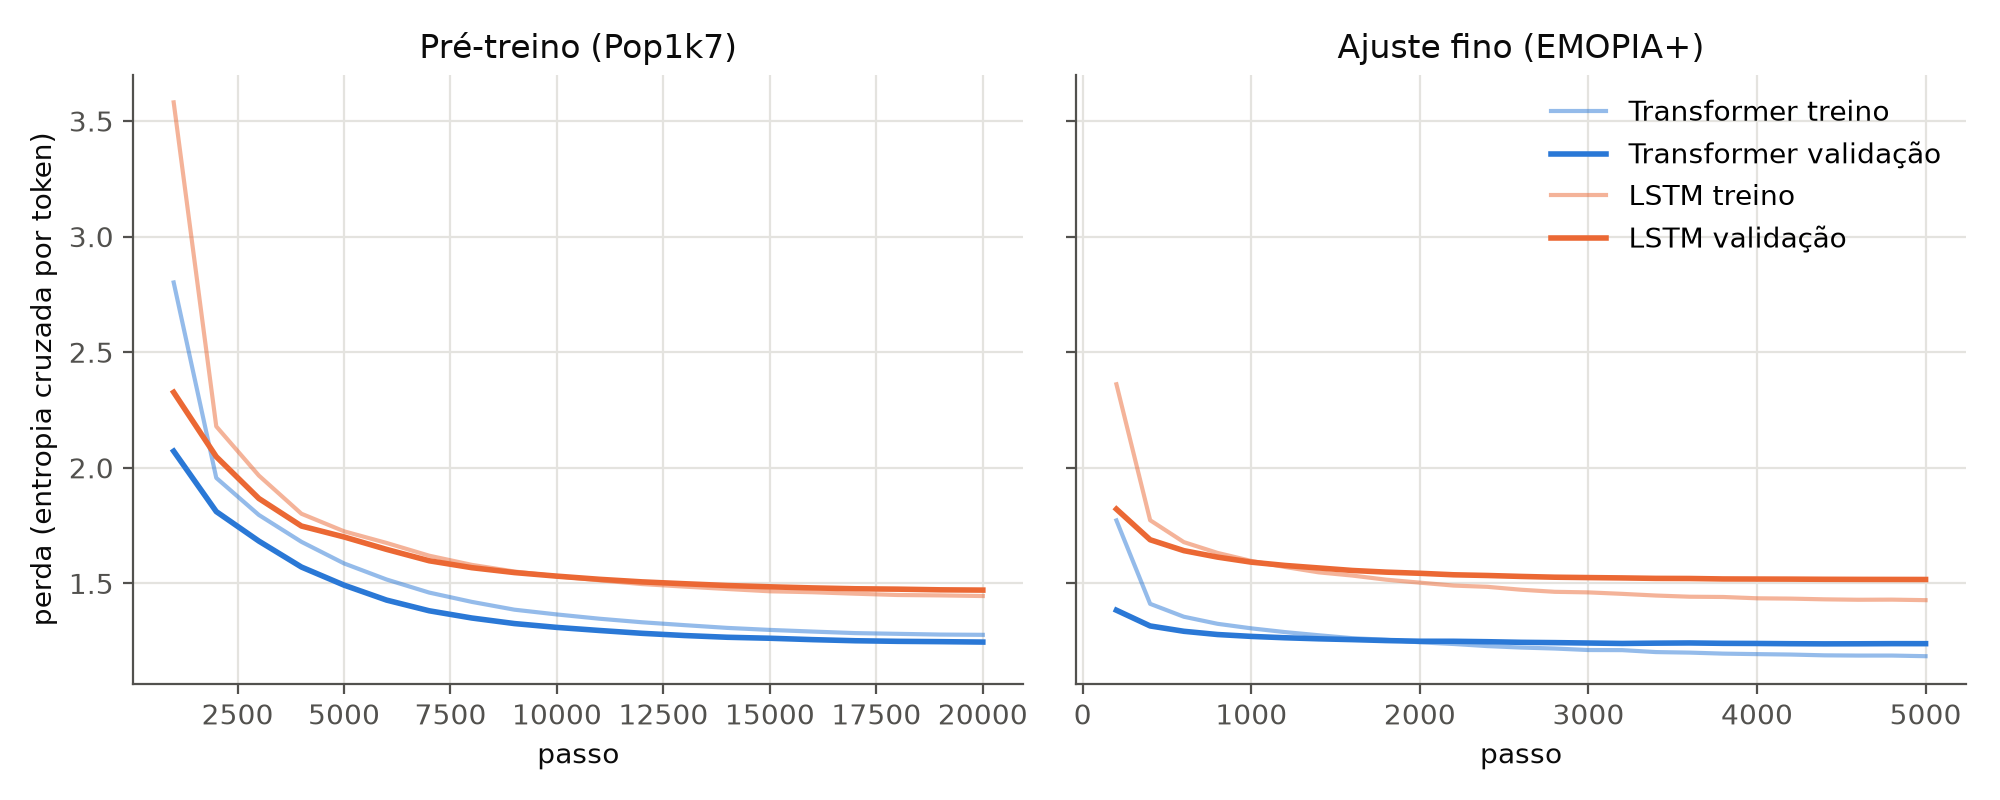 Pré-treino (Pop1k7)
perda (entropia cruzada por token)
3.5
3.0
2.5
2.0
1.5
2500 5000 7500 10000 12500 15000 17500 20000
passo
Ajuste fino (EMOPIA+)
Transformer treino
Transformer validação
LSTM treino
LSTM validação
0 1000 2000 3000 4000 5000
passo